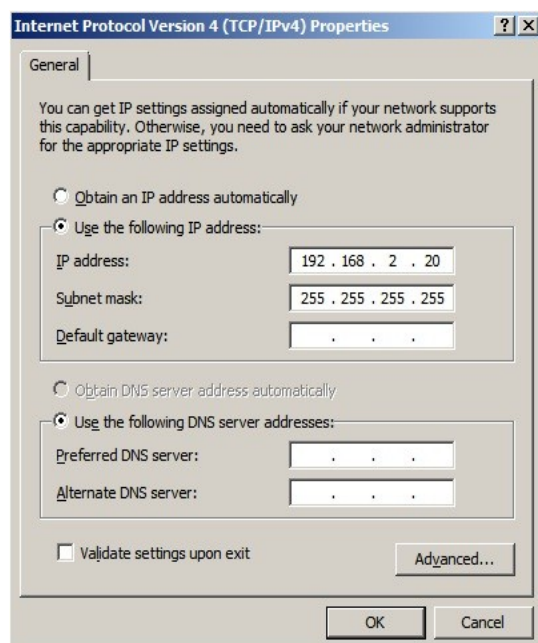 Internet Protocol Version 4 (TCP/IPv4) Properties
General
You can get IP settings assigned automatically if your network supports
this capability. Otherwise, you need to ask your network administrator
for the appropriate IP settings.
Obtain an IP address automatically
Use the following IP address:
IP address: 192 . 168 . 2 . 20
Subnet mask: 255 . 255 . 255 . 255
Default gateway: . . .
Obtain DNS server address automatically
Use the following DNS server addresses:
Preferred DNS server: . . .
Alternate DNS server: . . .
Validate settings upon exit
Advanced...
OK Cancel